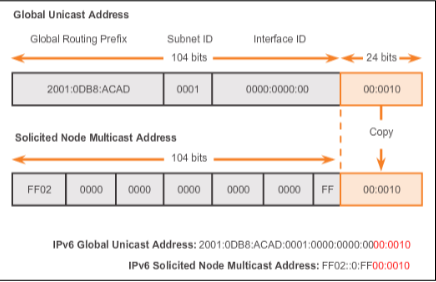 Global Unicast Address
Global Routing Prefix Subnet ID Interface ID
104 bits 24 bits
2001:0DB8:ACAD 0001 0000:0000:00 00:0010
Solicited Node Multicast Address Copy
104 bits
FF02 0000 0000 0000 0000 0000 FF 00:0010
IPv6 Global Unicast Address: 2001:0DB8:ACAD:0001:0000:0000:0000:0010
IPv6 Solicited Node Multicast Address: FF02::0:FF00:0010